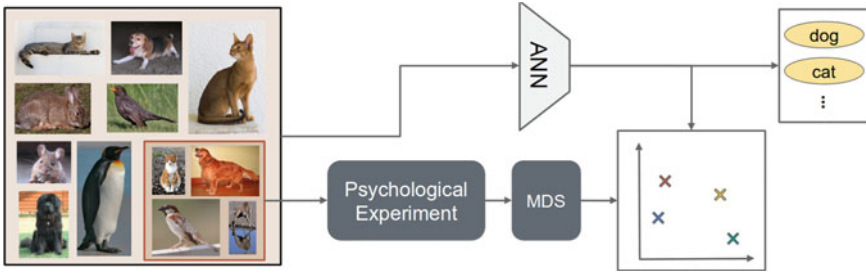 ANN
dog
cat
...
Psychological
Experiment
MDS